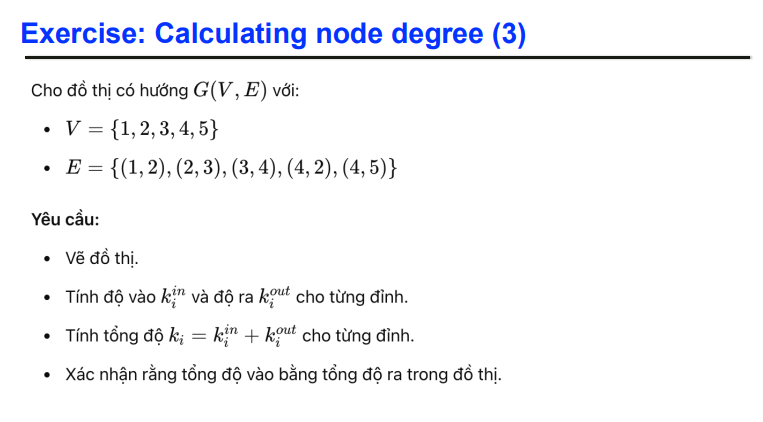 Exercise: Calculating node degree (3)
Cho đồ thị có hướng G(V, E) với:
• V = {1, 2, 3, 4, 5}
• E = {(1, 2), (2, 3), (3, 4), (4, 2), (4, 5)}
Yêu cầu:
• Vẽ đồ thị.
• Tính độ vào k_i^{in} và độ ra k_i^{out} cho từng đỉnh.
• Tính tổng độ k_i = k_i^{in} + k_i^{out} cho từng đỉnh.
• Xác nhận rằng tổng độ vào bằng tổng độ ra trong đồ thị.